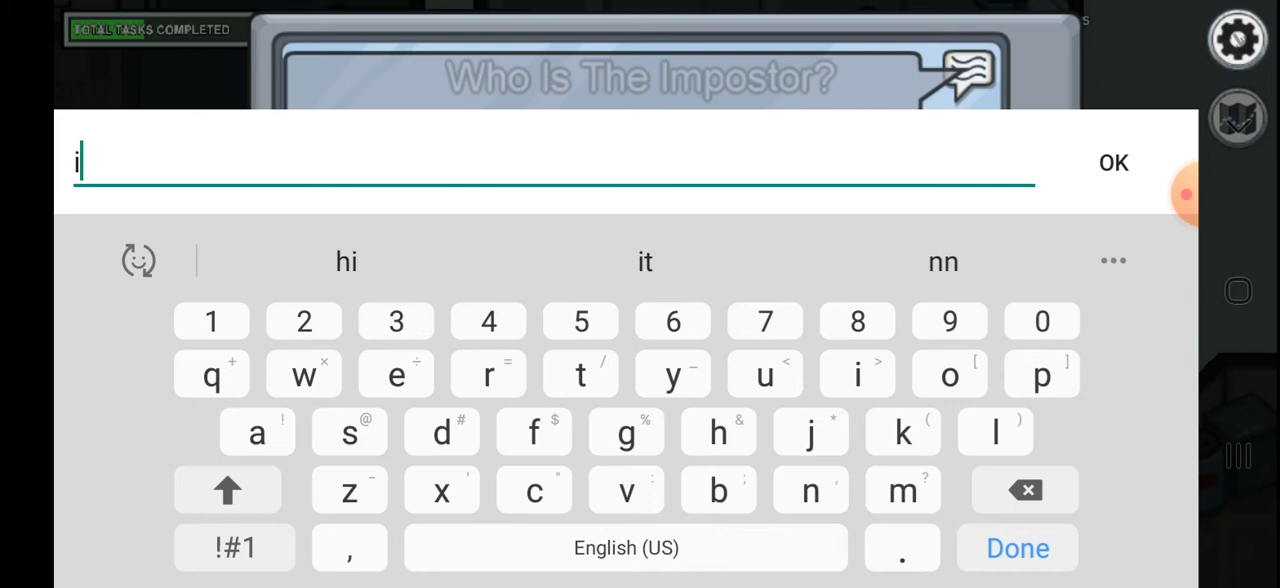 TOTAL TASKS COMPLETED
s
Who Is The Impostor?
i
OK
hi it nn
1 2 3 4 5 6 7 8 9 0
q + w × e ÷ r = t / y _ u < i > o [ p ]
a ! s @ d # f $ g % h & j * k ( l )
z - x ' c " v : b ; n , m ?
!#1 , English (US) . Done